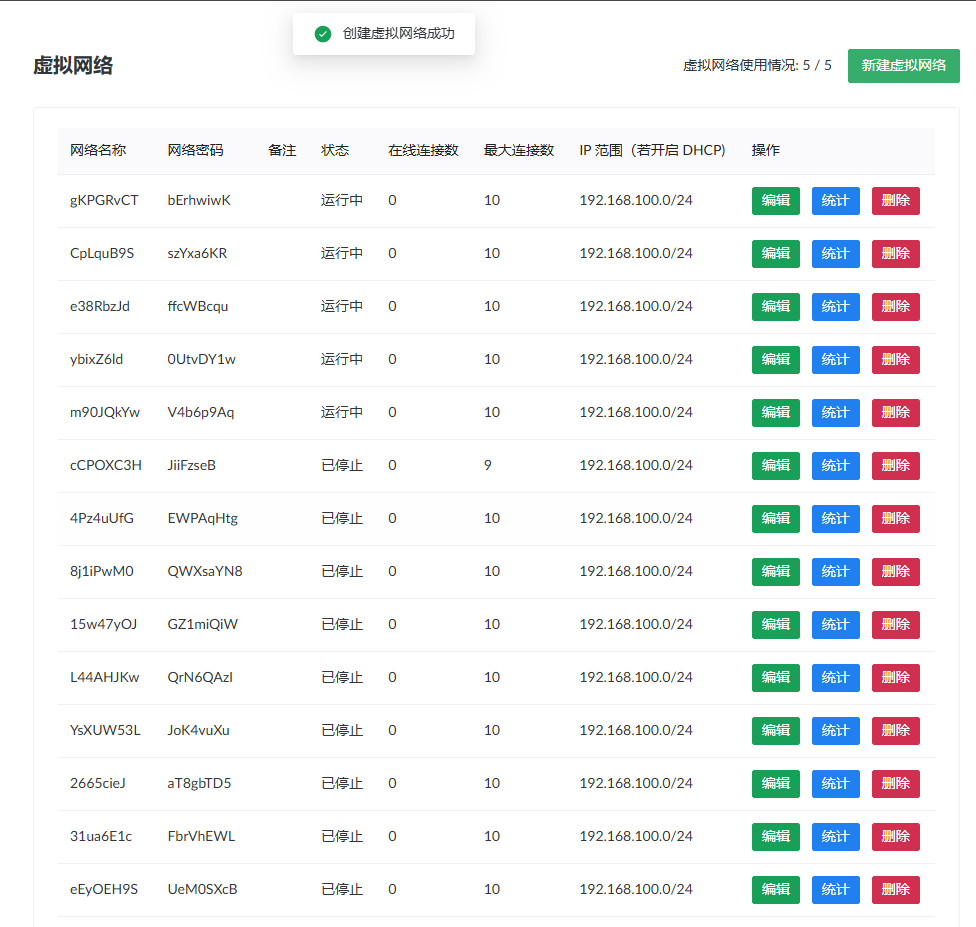 创建虚拟网络成功
虚拟网络 虚拟网络使用情况: 5 / 5 新建虚拟网络
网络名称 网络密码 备注 状态 在线连接数 最大连接数 IP 范围（若开启 DHCP) 操作
gKPGRvCT bErhwiwK 运行中 0 10 192.168.100.0/24 编辑 统计 删除
CpLquB9S szYxa6KR 运行中 0 10 192.168.100.0/24 编辑 统计 删除
e38RbzJd ffcWBcqu 运行中 0 10 192.168.100.0/24 编辑 统计 删除
ybixZ6ld 0UtvDY1w 运行中 0 10 192.168.100.0/24 编辑 统计 删除
m90JQkYw V4b6p9Aq 运行中 0 10 192.168.100.0/24 编辑 统计 删除
cCPOXC3H JiiFzseB 已停止 0 9 192.168.100.0/24 编辑 统计 删除
4Pz4uUfG EWPAqHtg 已停止 0 10 192.168.100.0/24 编辑 统计 删除
8j1iPwM0 QWXsaYN8 已停止 0 10 192.168.100.0/24 编辑 统计 删除
15w47yOJ GZ1miQiW 已停止 0 10 192.168.100.0/24 编辑 统计 删除
L44AHJKw QrN6QAzI 已停止 0 10 192.168.100.0/24 编辑 统计 删除
YsXUW53L JoK4vuXu 已停止 0 10 192.168.100.0/24 编辑 统计 删除
2665cieJ aT8gbTD5 已停止 0 10 192.168.100.0/24 编辑 统计 删除
31ua6E1c FbrVhEWL 已停止 0 10 192.168.100.0/24 编辑 统计 删除
eEyOEH9S UeM0SXcB 已停止 0 10 192.168.100.0/24 编辑 统计 删除